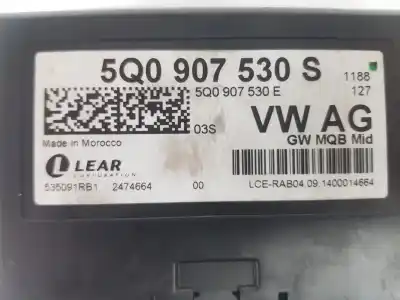 5Q0 907 530 S
1188
5Q0 907 530 E
127
03S
VW AG
GW MQB Mid
Made in Morocco
LEAR
CORPORATION
535091RB1 2474664 00
LCE-RAB04.09.1400014664